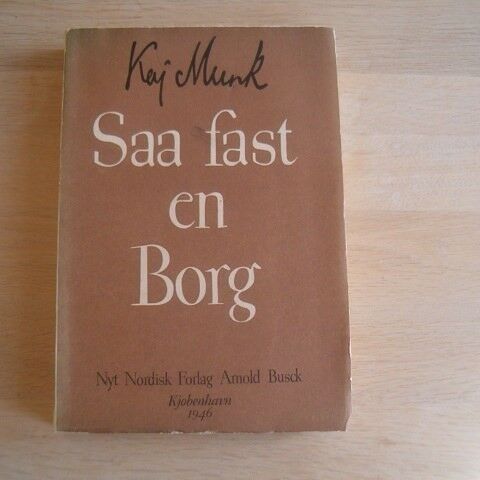 Kaj Munk
Saa fast
en
Borg
Nyt Nordisk Forlag Arnold Busck
Kjøbenhavn
1946